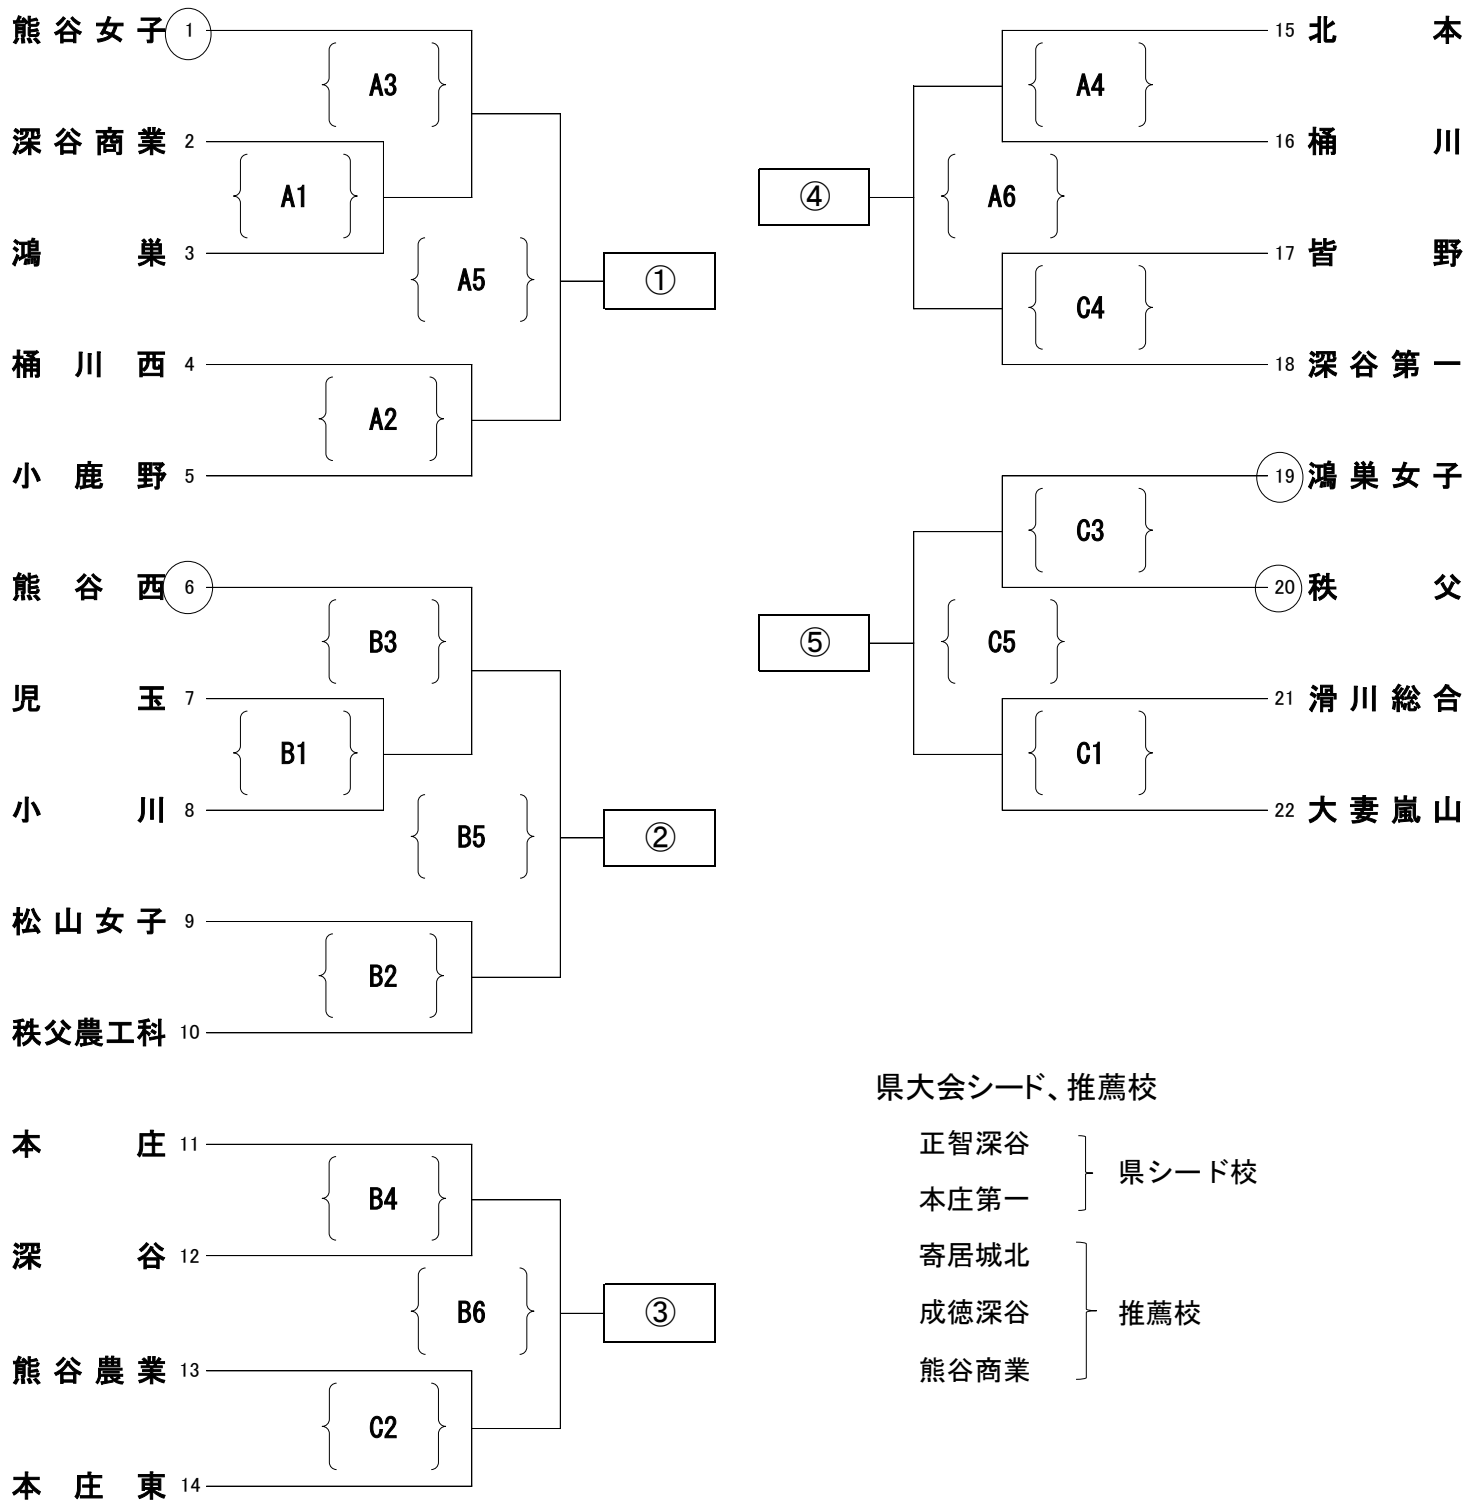 熊谷女子 1
A3
深谷商業 2
A1
鴻巣 3
A5
①
桶川西 4
A2
小鹿野 5
熊谷西 6
B3
児玉 7
B1
小川 8
B5
②
松山女子 9
B2
秩父農工科 10
本庄 11
B4
深谷 12
B6
③
熊谷農業 13
C2
本庄東 14
15 北本
A4
16 桶川
④
A6
17 皆野
C4
18 深谷第一
19 鴻巣女子
C3
20 秩父
⑤
C5
21 滑川総合
C1
22 大妻嵐山
県大会シード、推薦校
正智深谷
県シード校
本庄第一
寄居城北
成徳深谷
推薦校
熊谷商業